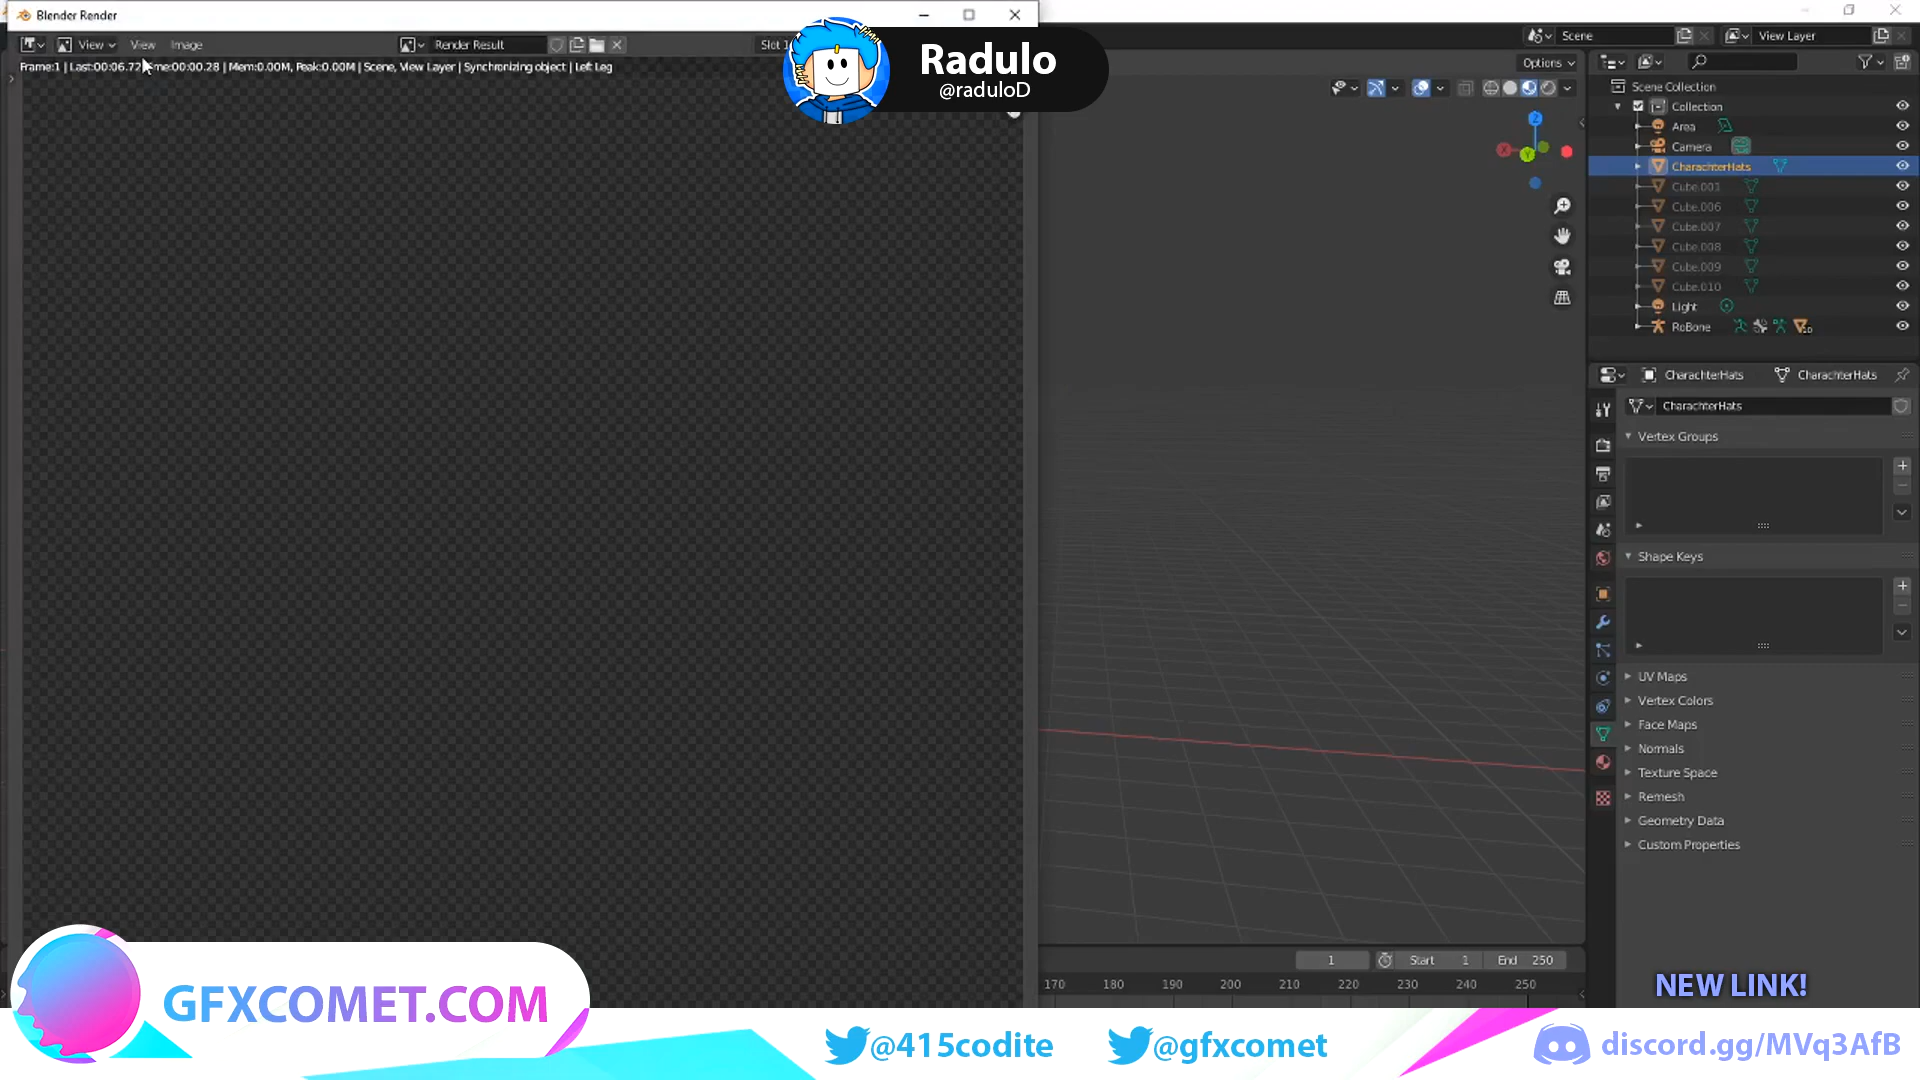 Blender Render
View View Image Render Result Slot
Frame:1 | Last:00:06.72 me:00:00.28 | Mem:0.00M, Peak:0.00M | Scene, View Layer | Synchronizing object | Left Leg
Radulo
@raduloD
Scene View Layer
Options
Scene Collection
Collection
Area
Camera
CharachterHats
Cube.001
Cube.006
Cube.007
Cube.008
Cube.009
Cube.010
Light
RoBone
CharachterHats CharachterHats
CharachterHats
Vertex Groups
Shape Keys
UV Maps
Vertex Colors
Face Maps
Normals
Texture Space
Remesh
Geometry Data
Custom Properties
1 Start 1 End 250
170 180 190 200 210 220 230 240 250
GFXCOMET.COM
NEW LINK!
@415codite @gfxcomet discord.gg/MVq3AfB